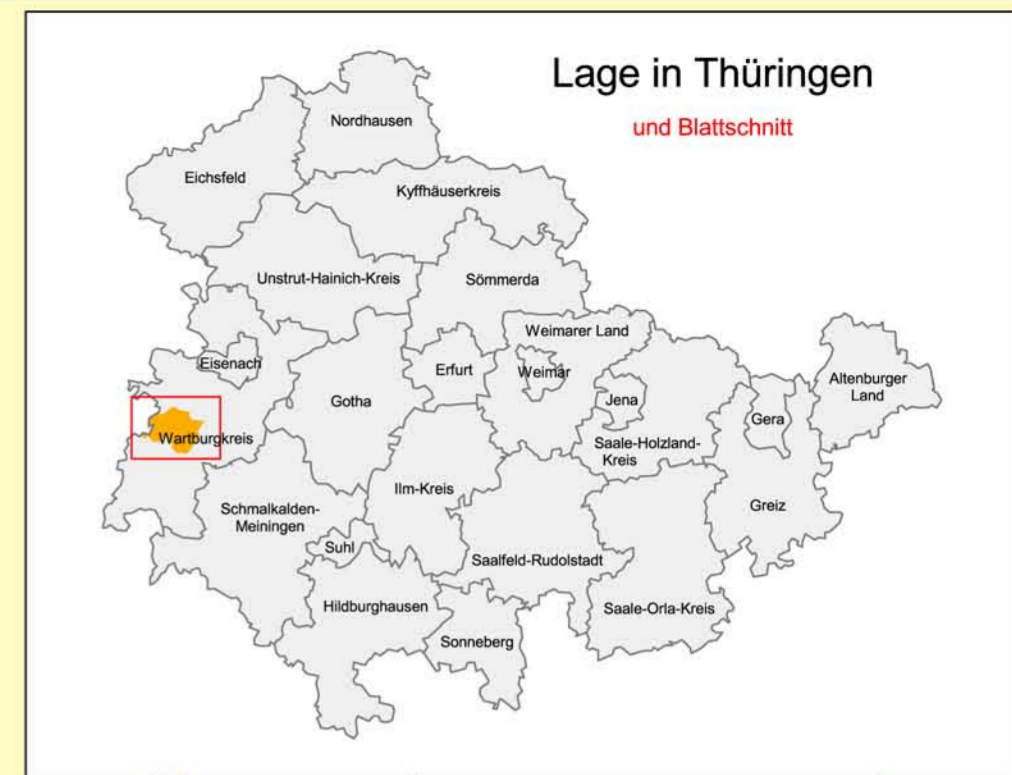 Lage in Thüringen
und Blattschnitt
Nordhausen
Eichsfeld
Kyffhäuserkreis
Unstrut-Hainich-Kreis
Sömmerda
Weimarer Land
Eisenach
Erfurt
Weimar
Altenburger
Land
Gotha
Jena
Gera
Wartburgkreis
Saale-Holzland-
Kreis
Ilm-Kreis
Schmalkalden-
Meiningen
Greiz
Suhl
Saalfeld-Rudolstadt
Hildburghausen
Saale-Orla-Kreis
Sonneberg